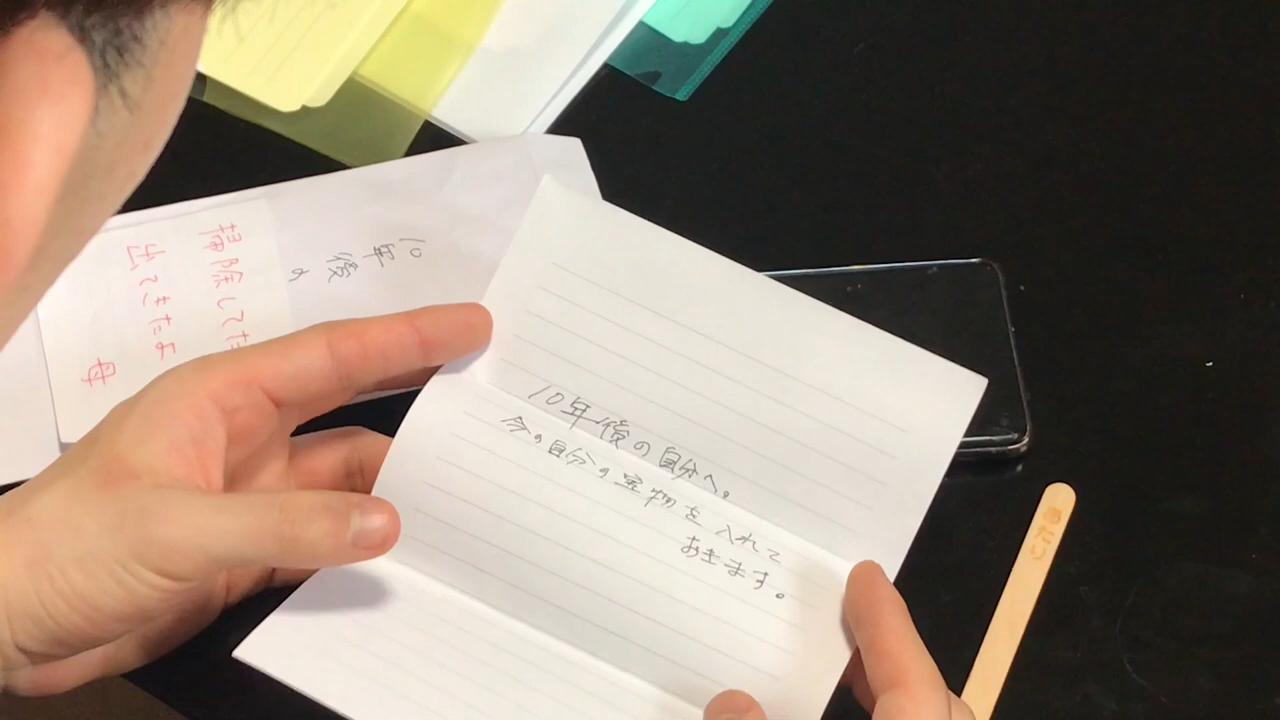 10年後の
掃除してた
出てきたよ
母
10年後の自分へ。
今の自分の宝物を入れて
おきます。
あたり